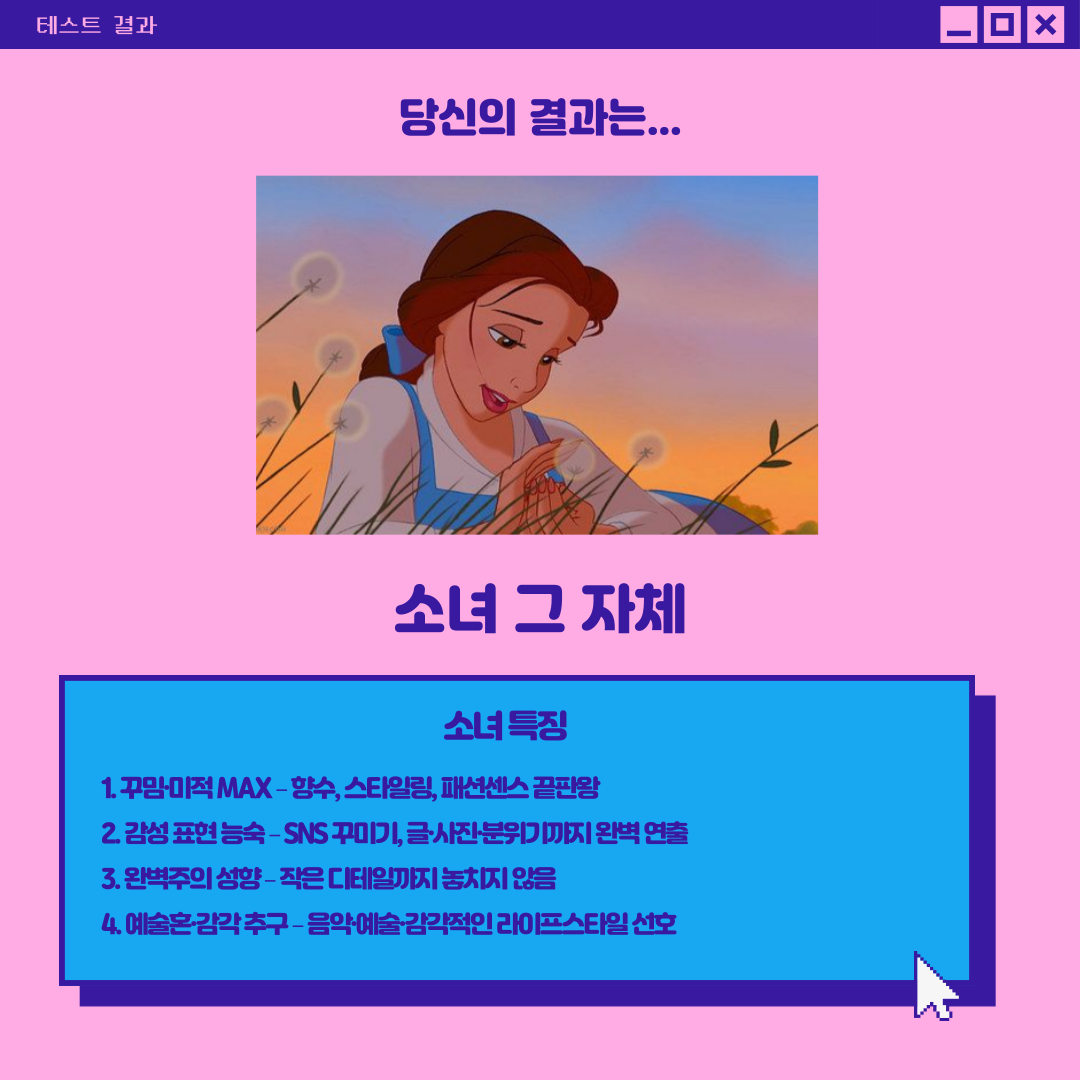 테스트 결과
당신의 결과는...
소녀 그 자체
소녀 특징
1. 꾸밈·미적 MAX – 향수, 스타일링, 패션센스 끝판왕
2. 감성 표현 능숙 – SNS 꾸미기, 글·사진·분위기까지 완벽 연출
3. 완벽주의 성향 – 작은 디테일까지 놓치지 않음
4. 예술혼·감각 추구 – 음악·예술·감각적인 라이프스타일 선호